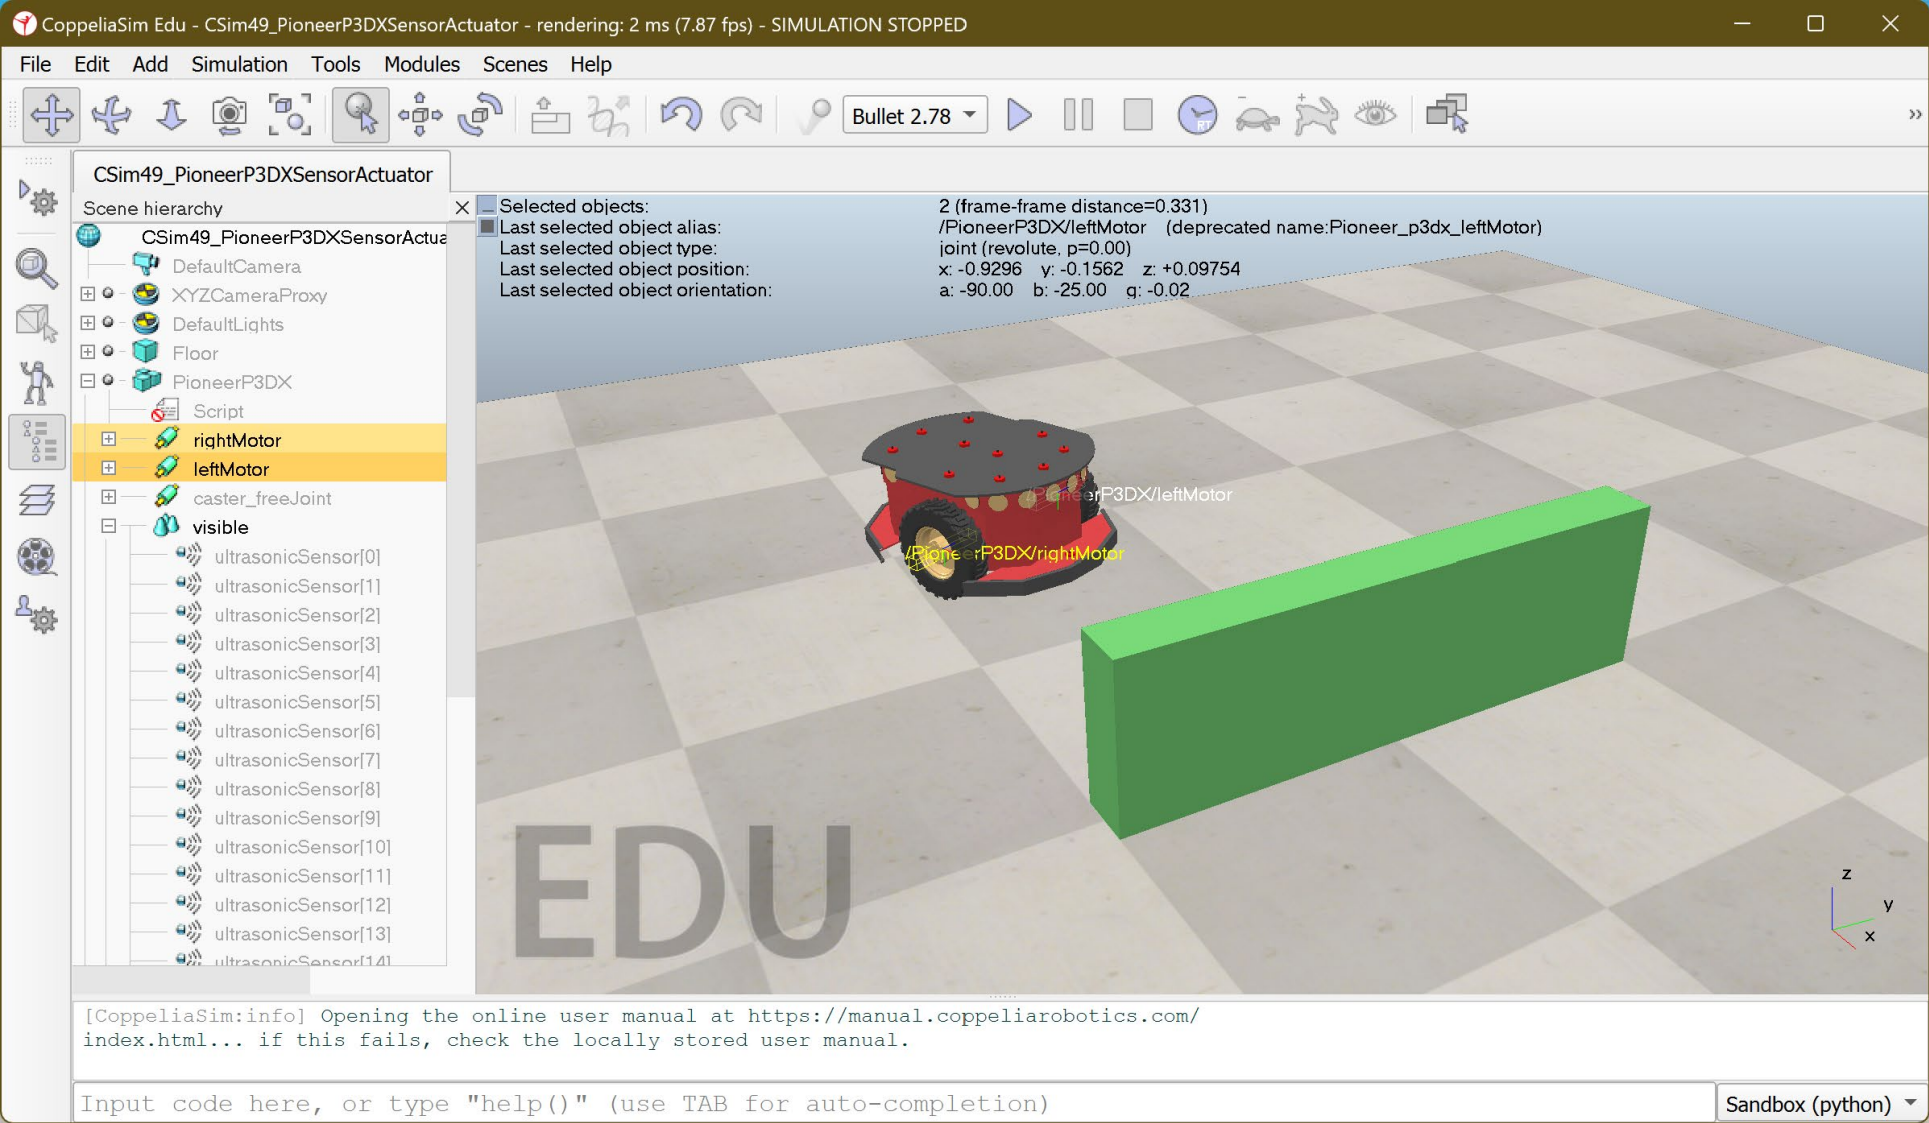 CoppeliaSim Edu - CSim49_PioneerP3DXSensorActuator - rendering: 2 ms (7.87 fps) - SIMULATION STOPPED
File Edit Add Simulation Tools Modules Scenes Help
Bullet 2.78
RT
»
CSim49_PioneerP3DXSensorActuator
Scene hierarchy
CSim49_PioneerP3DXSensorActua
DefaultCamera
XYZCameraProxy
DefaultLights
Floor
PioneerP3DX
Script
rightMotor
leftMotor
caster_freeJoint
visible
ultrasonicSensor[0]
ultrasonicSensor[1]
ultrasonicSensor[2]
ultrasonicSensor[3]
ultrasonicSensor[4]
ultrasonicSensor[5]
ultrasonicSensor[6]
ultrasonicSensor[7]
ultrasonicSensor[8]
ultrasonicSensor[9]
ultrasonicSensor[10]
ultrasonicSensor[11]
ultrasonicSensor[12]
ultrasonicSensor[13]
ultrasonicSensor[14]
Selected objects: 2 (frame-frame distance=0.331)
Last selected object alias: /PioneerP3DX/leftMotor (deprecated name:Pioneer_p3dx_leftMotor)
Last selected object type: joint (revolute, p=0.00)
Last selected object position: x: -0.9296 y: -0.1562 z: +0.09754
Last selected object orientation: a: -90.00 b: -25.00 g: -0.02
/PioneerP3DX/leftMotor
/PioneerP3DX/rightMotor
EDU
z
y
x
[CoppeliaSim:info] Opening the online user manual at https://manual.coppeliarobotics.com/
index.html... if this fails, check the locally stored user manual.
Input code here, or type "help()" (use TAB for auto-completion)
Sandbox (python)